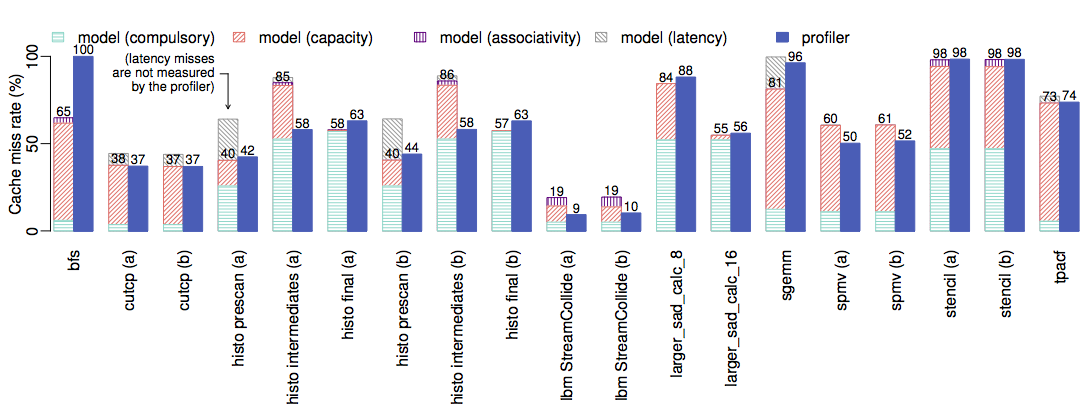 model (compulsory) model (capacity) model (associativity) model (latency) profiler
(latency misses
are not measured
by the profiler)
Cache miss rate (%)
0 50 100
65 100
38 37
37 37
40 42
85 58
58 63
40 44
86 58
57 63
19 9
19 10
84 88
55 56
81 96
60 50
61 52
98 98
98 98
73 74
bfs
cutcp (a)
cutcp (b)
histo prescan (a)
histo intermediates (a)
histo final (a)
histo prescan (b)
histo intermediates (b)
histo final (b)
lbm StreamCollide (a)
lbm StreamCollide (b)
larger_sad_calc_8
larger_sad_calc_16
sgemm
spmv (a)
spmv (b)
stencil (a)
stencil (b)
tpacf